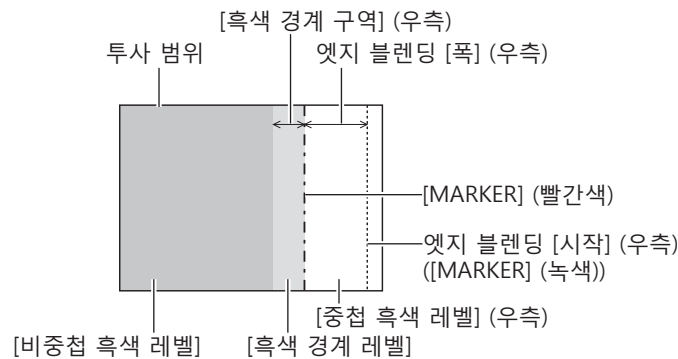 [흑색 경계 구역] (우측)
투사 범위
엣지 블렌딩 [폭] (우측)
[MARKER] (빨간색)
엣지 블렌딩 [시작] (우측)
([MARKER] (녹색))
[중첩 흑색 레벨] (우측)
[비중첩 흑색 레벨]
[흑색 경계 레벨]